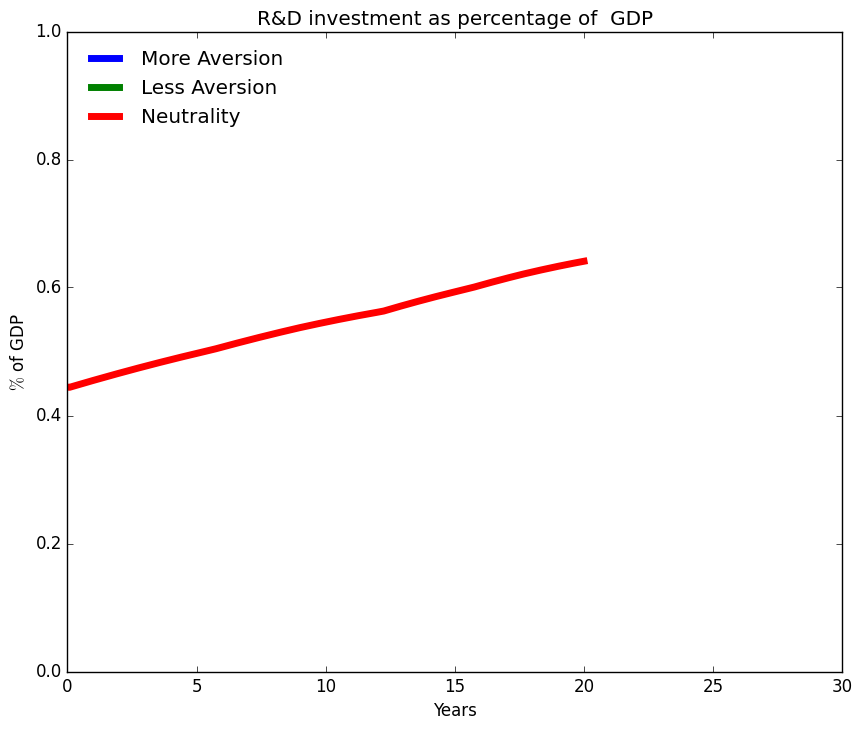 R&D investment as percentage of  GDP
More Aversion
Less Aversion
Neutrality
1.0
0.8
0.6
0.4
0.2
0.0
% of GDP
0 5 10 15 20 25 30
Years